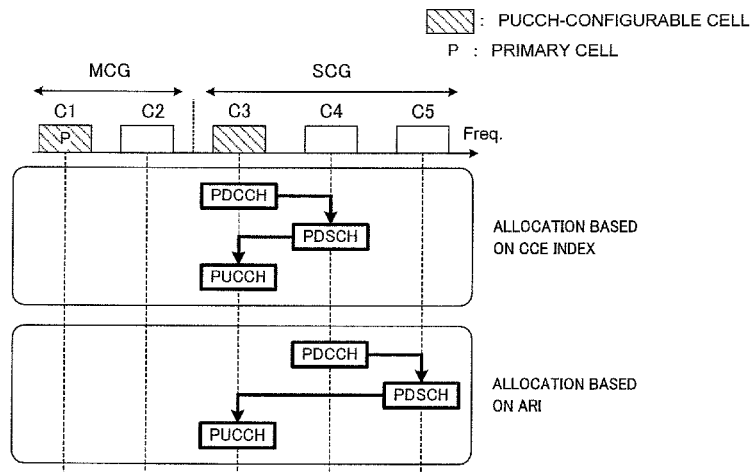 : PUCCH-CONFIGURABLE CELL
P : PRIMARY CELL
MCG SCG
C1 C2 C3 C4 C5
P Freq.
PDCCH
PDSCH
PUCCH
ALLOCATION BASED
ON CCE INDEX
PDCCH
PDSCH
PUCCH
ALLOCATION BASED
ON ARI